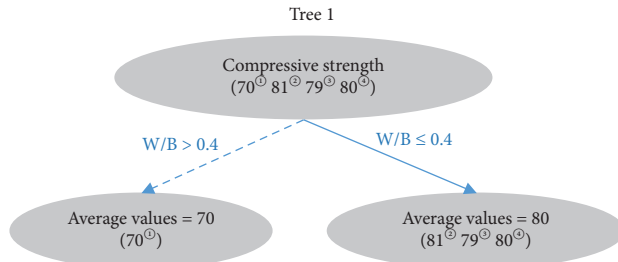 Tree 1
Compressive strength
(70① 81② 79③ 80④)
W/B > 0.4
W/B ≤ 0.4
Average values = 70
(70①)
Average values = 80
(81② 79③ 80④)